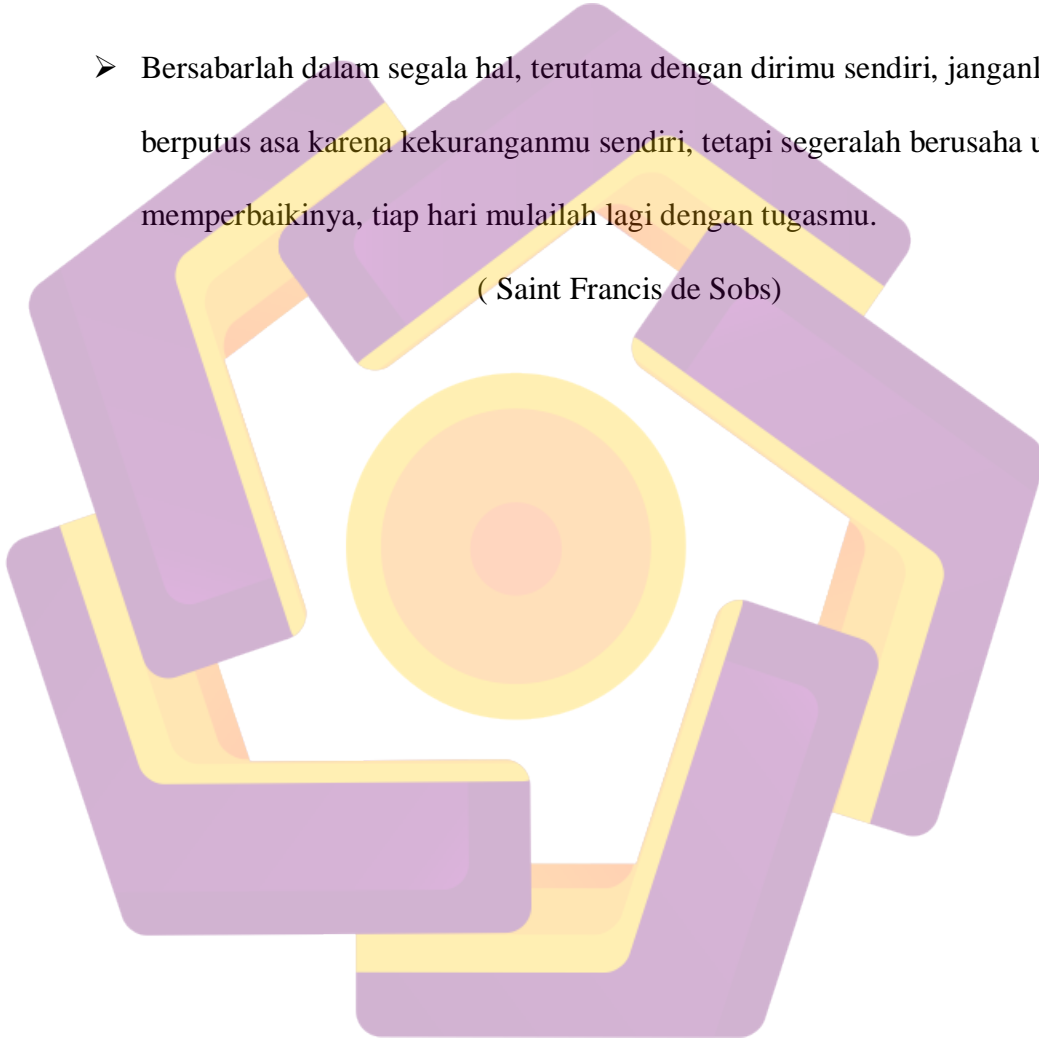 ➢ Bersabarlah dalam segala hal, terutama dengan dirimu sendiri,
berputus asa karena kekuranganmu sendiri, tetapi segeralah berusaha
memperbaikinya, tiap hari mulailah lagi dengan tugasmu.
( Saint Francis de Sobs)